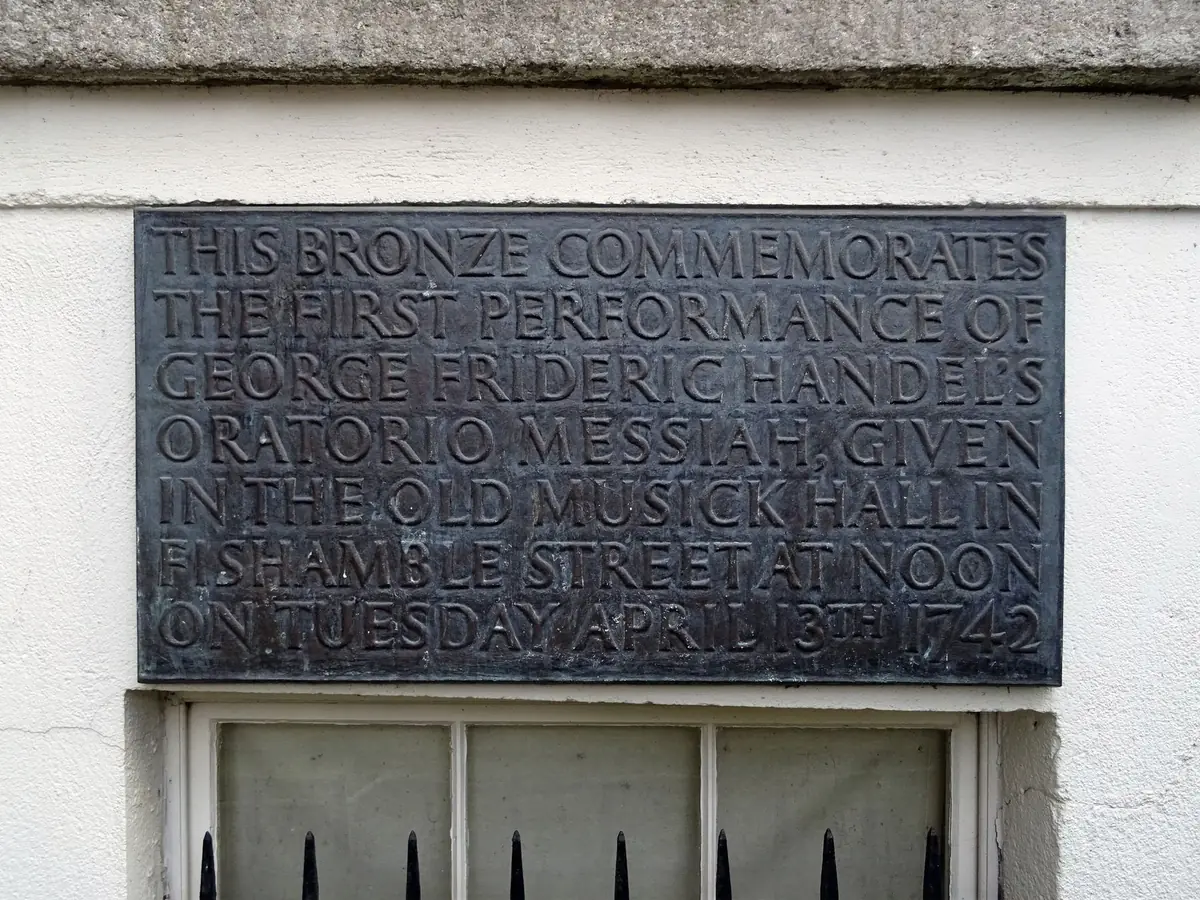 THIS BRONZE COMMEMORATES
THE FIRST PERFORMANCE OF
GEORGE FRIDERIC HANDEL'S
ORATORIO MESSIAH, GIVEN
IN THE OLD MUSICK HALL IN
FISHAMBLE STREET AT NOON
ON TUESDAY APRIL 13TH 1742